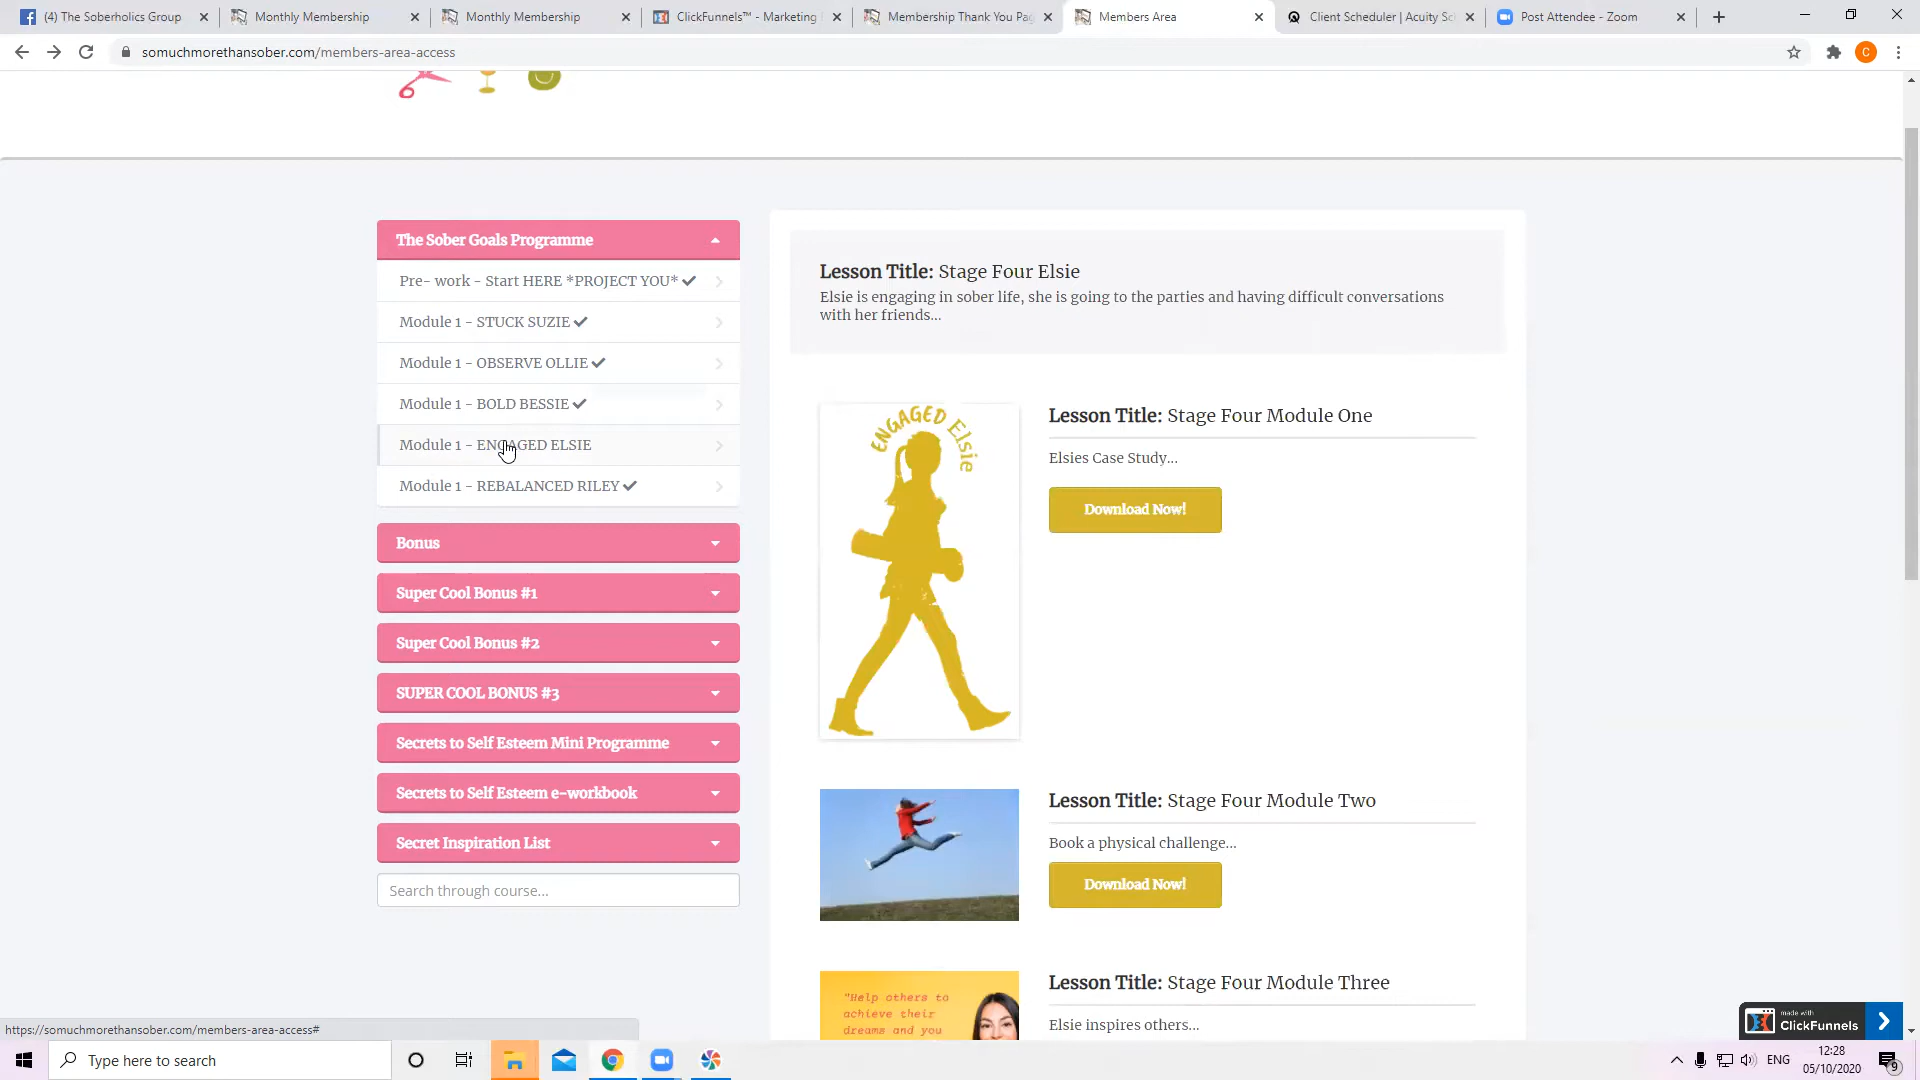 (4) The Soberholics Group
Monthly Membership
Monthly Membership
ClickFunnels™ - Marketing
Membership Thank You Pag
Members Area
Client Scheduler | Acuity Sc
Post Attendee - Zoom
somuchmorethansober.com/members-area-access
C
The Sober Goals Programme
Pre- work - Start HERE *PROJECT YOU*
Module 1 - STUCK SUZIE
Module 1 - OBSERVE OLLIE
Module 1 - BOLD BESSIE
Module 1 - ENGAGED ELSIE
Module 1 - REBALANCED RILEY
Bonus
Super Cool Bonus #1
Super Cool Bonus #2
SUPER COOL BONUS #3
Secrets to Self Esteem Mini Programme
Secrets to Self Esteem e-workbook
Secret Inspiration List
Search through course...
Lesson Title: Stage Four Elsie
Elsie is engaging in sober life, she is going to the parties and having difficult conversations
with her friends...
ENGAGED Elsie
Lesson Title: Stage Four Module One
Elsies Case Study...
Download Now!
Lesson Title: Stage Four Module Two
Book a physical challenge...
Download Now!
"Help others to
achieve their
dreams and you
Lesson Title: Stage Four Module Three
Elsie inspires others...
made with
ClickFunnels
https://somuchmorethansober.com/members-area-access#
Type here to search
ENG
12:28
05/10/2020
9